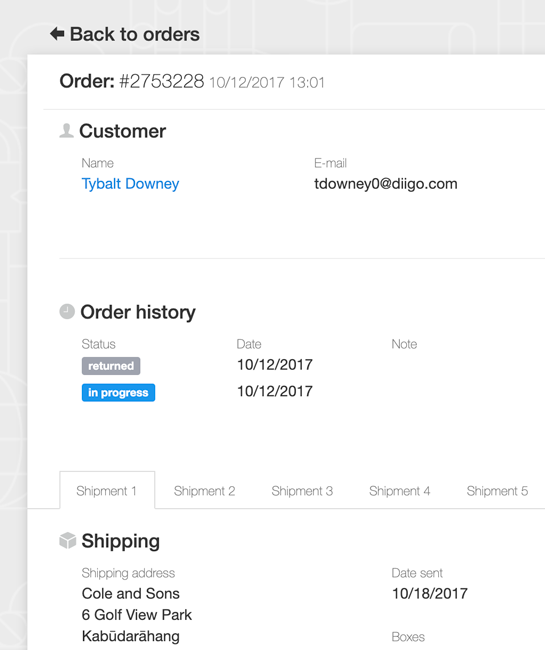 Back to orders
Order: #2753228 10/12/2017 13:01
Customer
Name E-mail
Tybalt Downey tdowney0@diigo.com
Order history
Status Date Note
returned 10/12/2017
in progress 10/12/2017
Shipment 1 Shipment 2 Shipment 3 Shipment 4 Shipment 5
Shipping
Shipping address Date sent
Cole and Sons 10/18/2017
6 Golf View Park
Kabūdarāhang Boxes